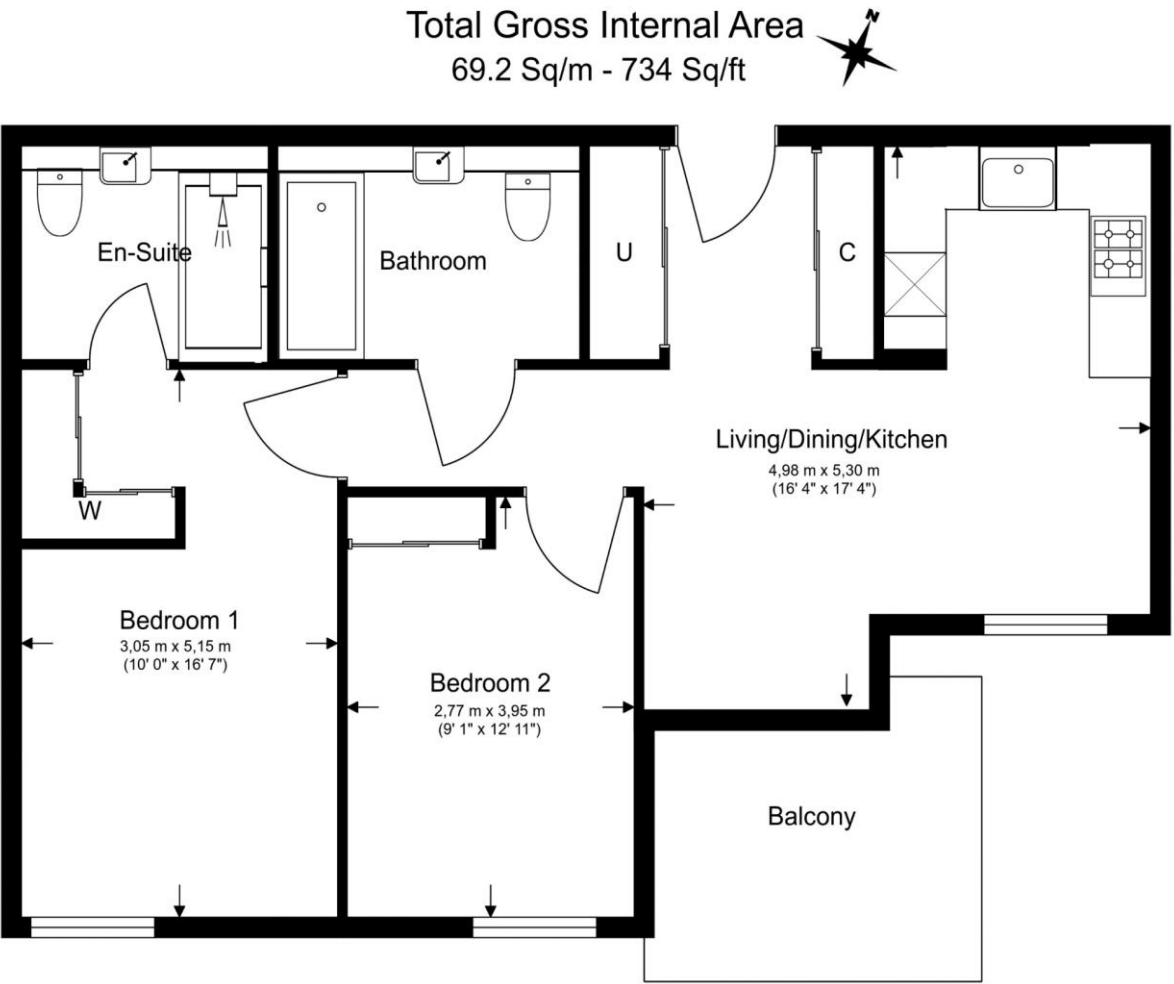 Total Gross Internal Area
69.2 Sq/m - 734 Sq/ft
N
En-Suite
Bathroom
U
C
Living/Dining/Kitchen
4,98 m x 5,30 m
(16' 4" x 17' 4")
W
Bedroom 1
3,05 m x 5,15 m
(10' 0" x 16' 7")
Bedroom 2
2,77 m x 3,95 m
(9' 1" x 12' 11")
Balcony